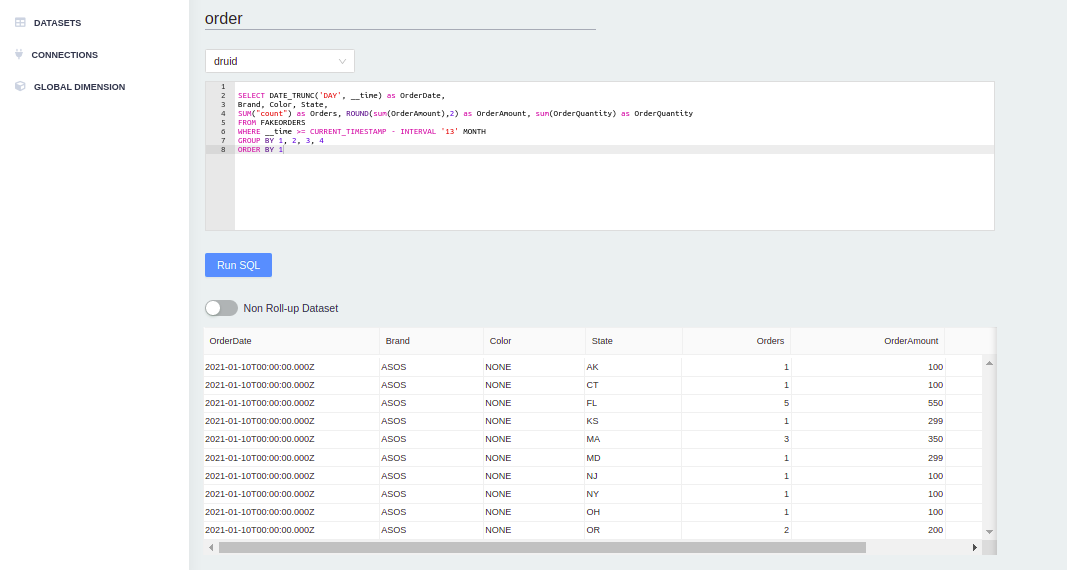 DATASETS
CONNECTIONS
GLOBAL DIMENSION
order
druid
1
2 SELECT DATE_TRUNC('DAY', __time) as OrderDate,
3 Brand, Color, State,
4 SUM("count") as Orders, ROUND(sum(OrderAmount),2) as OrderAmount, sum(OrderQuantity) as OrderQuantity
5 FROM FAKEORDERS
6 WHERE __time >= CURRENT_TIMESTAMP - INTERVAL '13' MONTH
7 GROUP BY 1, 2, 3, 4
8 ORDER BY 1
Run SQL
Non Roll-up Dataset
OrderDate Brand Color State Orders OrderAmount
2021-01-10T00:00:00.000Z ASOS NONE AK 1 100
2021-01-10T00:00:00.000Z ASOS NONE CT 1 100
2021-01-10T00:00:00.000Z ASOS NONE FL 5 550
2021-01-10T00:00:00.000Z ASOS NONE KS 1 299
2021-01-10T00:00:00.000Z ASOS NONE MA 3 350
2021-01-10T00:00:00.000Z ASOS NONE MD 1 299
2021-01-10T00:00:00.000Z ASOS NONE NJ 1 100
2021-01-10T00:00:00.000Z ASOS NONE NY 1 100
2021-01-10T00:00:00.000Z ASOS NONE OH 1 100
2021-01-10T00:00:00.000Z ASOS NONE OR 2 200